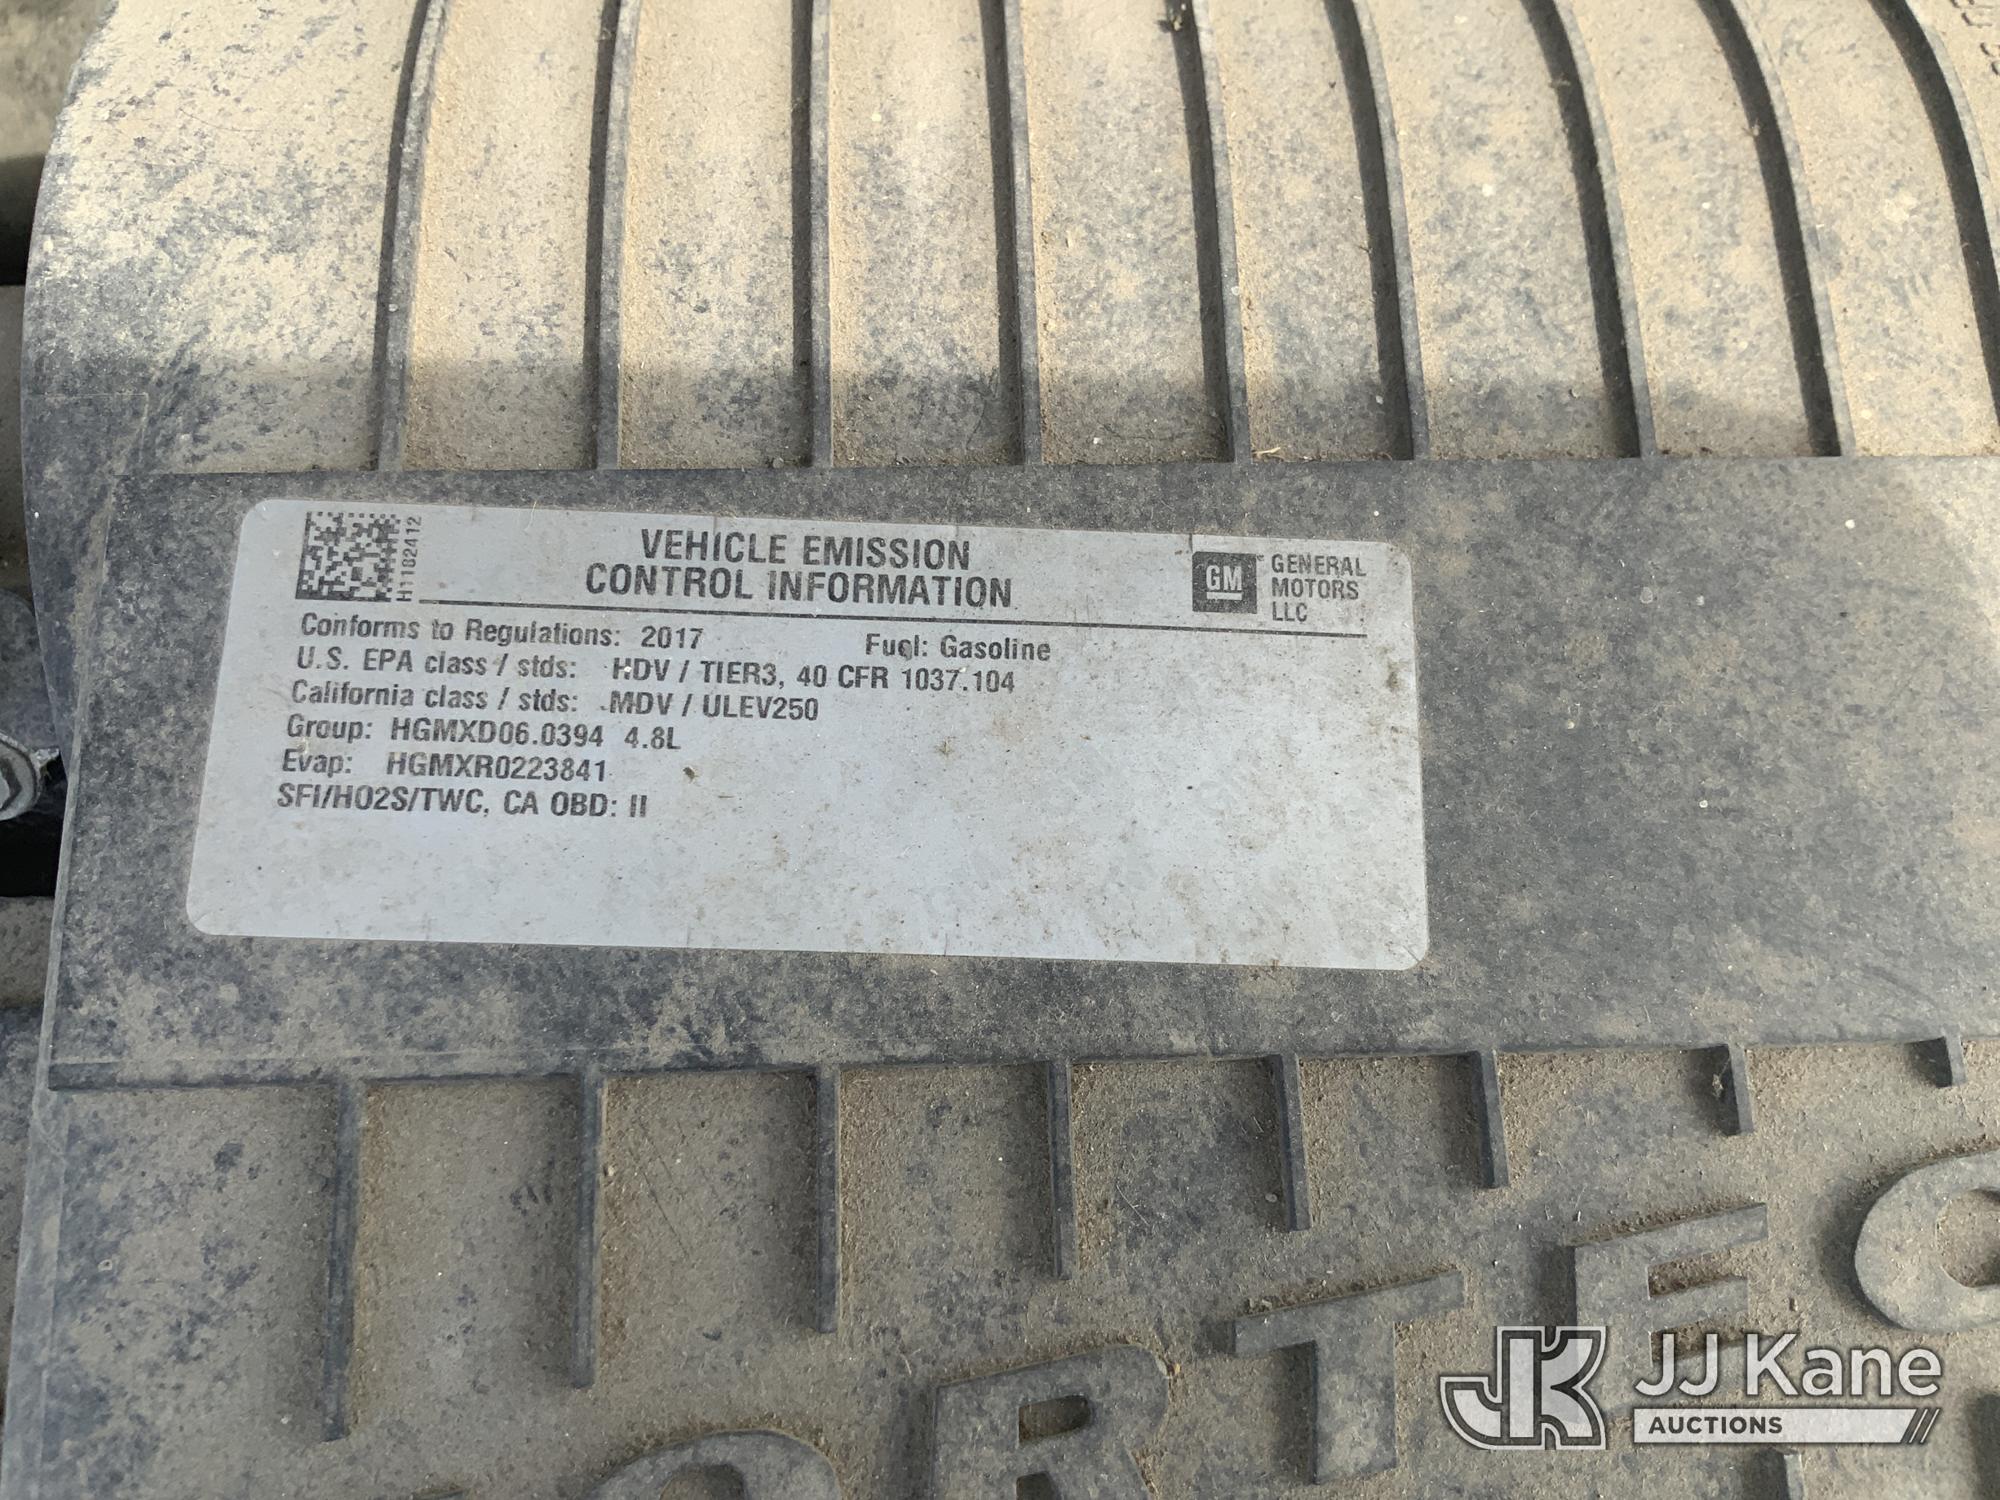 H1182412
VEHICLE EMISSION
CONTROL INFORMATION
GM
GENERAL
MOTORS
LLC
Conforms to Regulations: 2017 Fuel: Gasoline
U.S. EPA class / stds: HDV / TIER3, 40 CFR 1037.104
California class / stds: MDV / ULEV250
Group: HGMXD06.0394 4.8L
Evap: HGMXR0223841
SFI/HO2S/TWC, CA OBD: II
ORTEC
JK JJ Kane
AUCTIONS